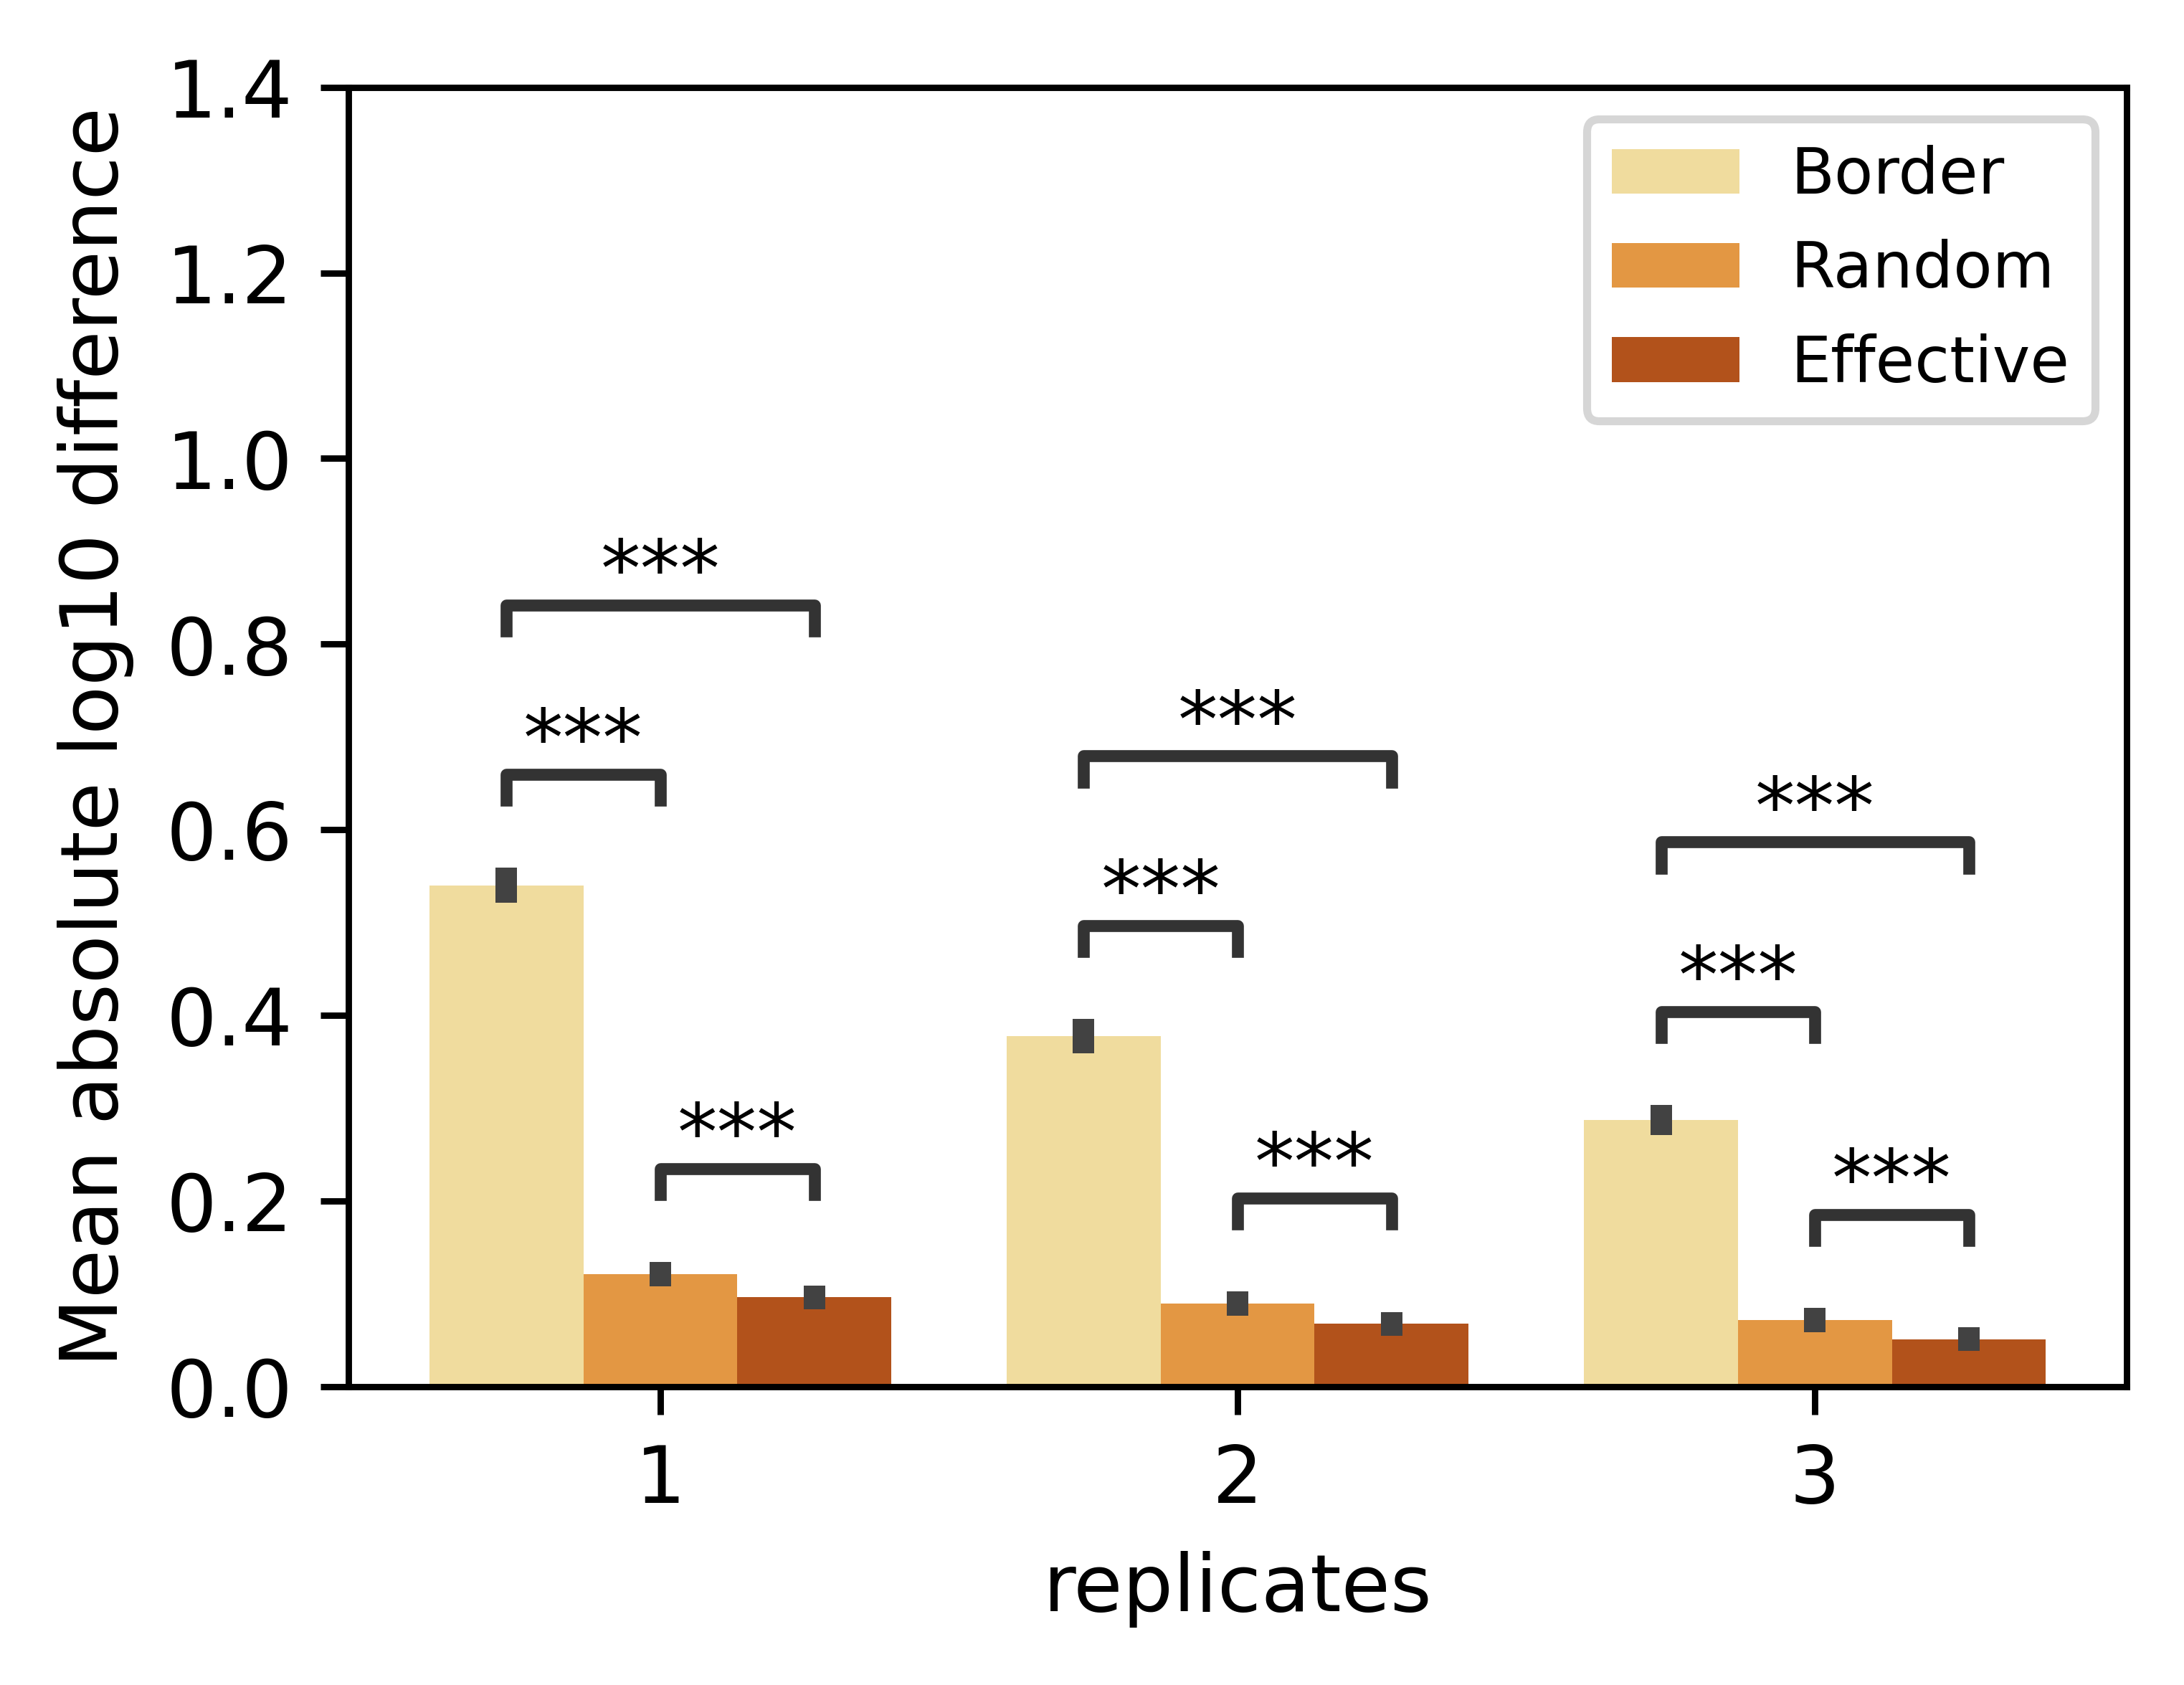 Mean absolute log10 difference
1.4
1.2
1.0
0.8
0.6
0.4
0.2
0.0
Border
Random
Effective
***
***
***
***
***
***
***
***
***
1 2 3
replicates